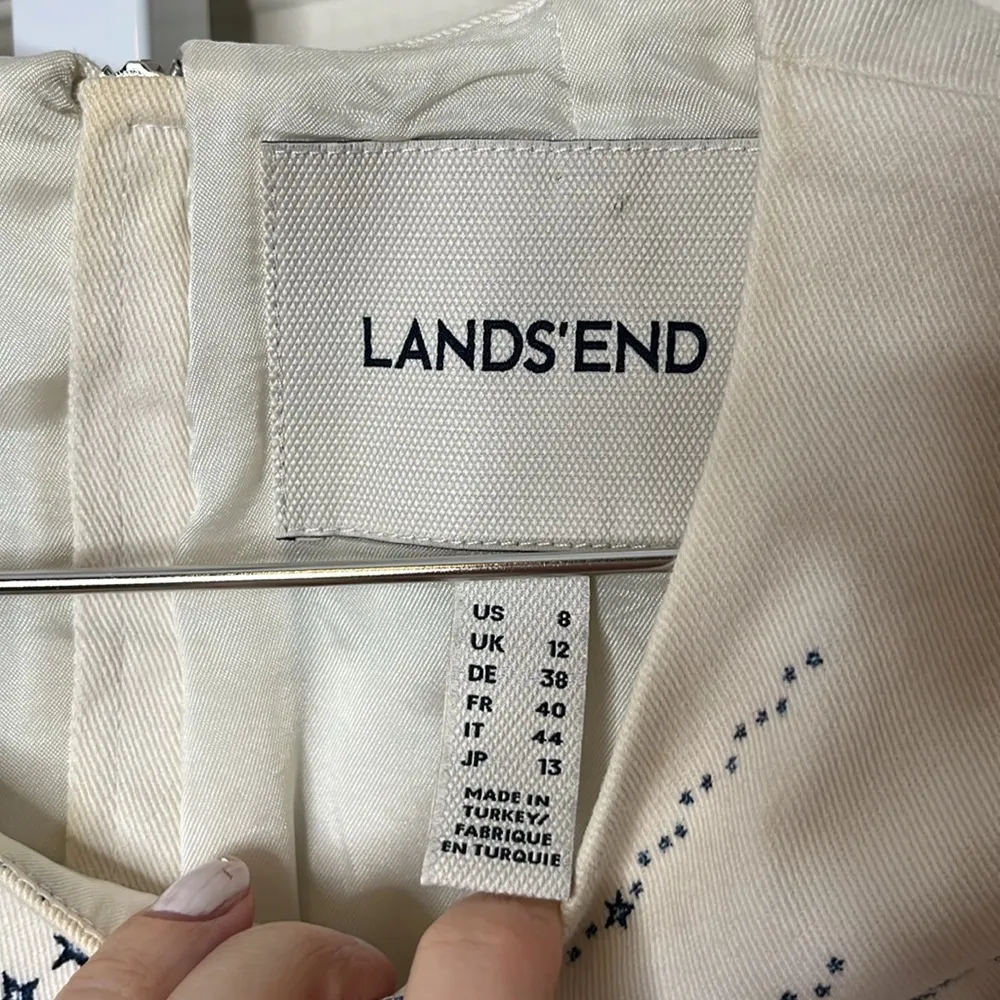 LANDS'END
US 8
UK 12
DE 38
FR 40
IT 44
JP 13
MADE IN
TURKEY/
FABRIQUE
EN TURQUIE